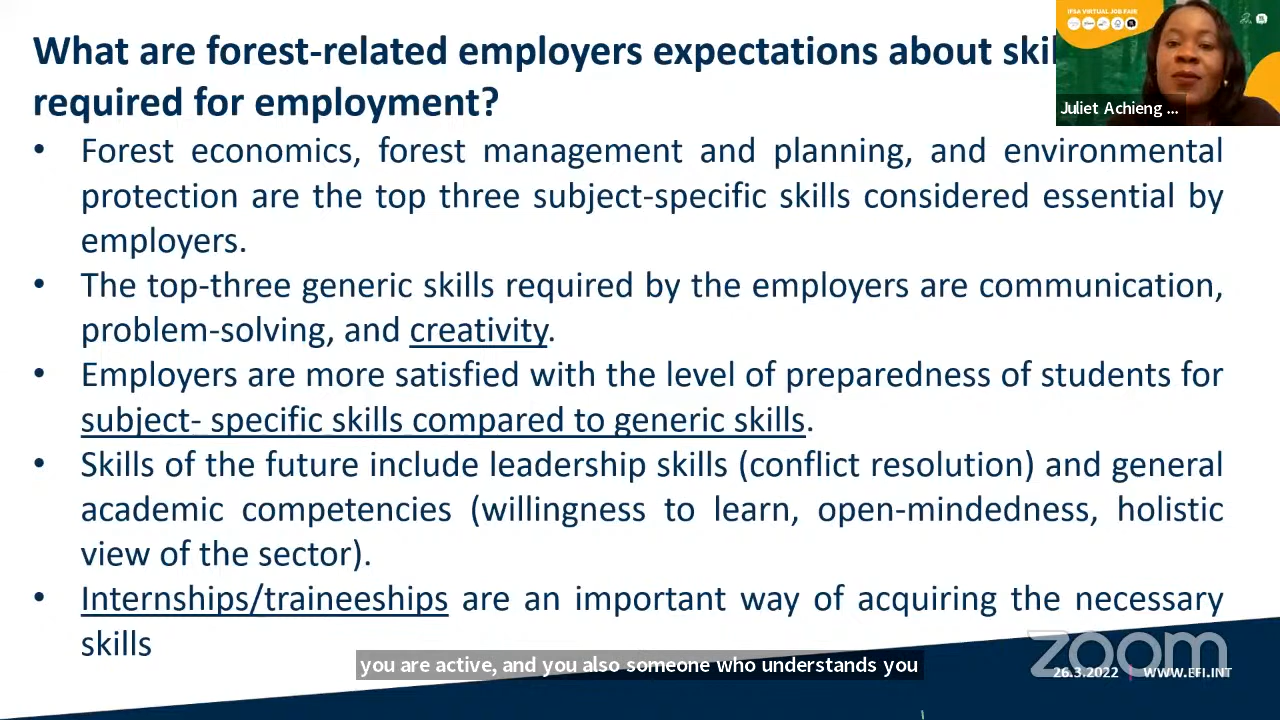 What are forest-related employers expectations about skil
required for employment?
IFSA VIRTUAL JOB FAIR
Juliet Achieng ...
• Forest economics, forest management and planning, and environmental
protection are the top three subject-specific skills considered essential by
employers.
• The top-three generic skills required by the employers are communication,
problem-solving, and creativity.
• Employers are more satisfied with the level of preparedness of students for
subject- specific skills compared to generic skills.
• Skills of the future include leadership skills (conflict resolution) and general
academic competencies (willingness to learn, open-mindedness, holistic
view of the sector).
• Internships/traineeships are an important way of acquiring the necessary
skills
you are active, and you also someone who understands you
zoom
26.3.2022 | WWW.EFI.INT